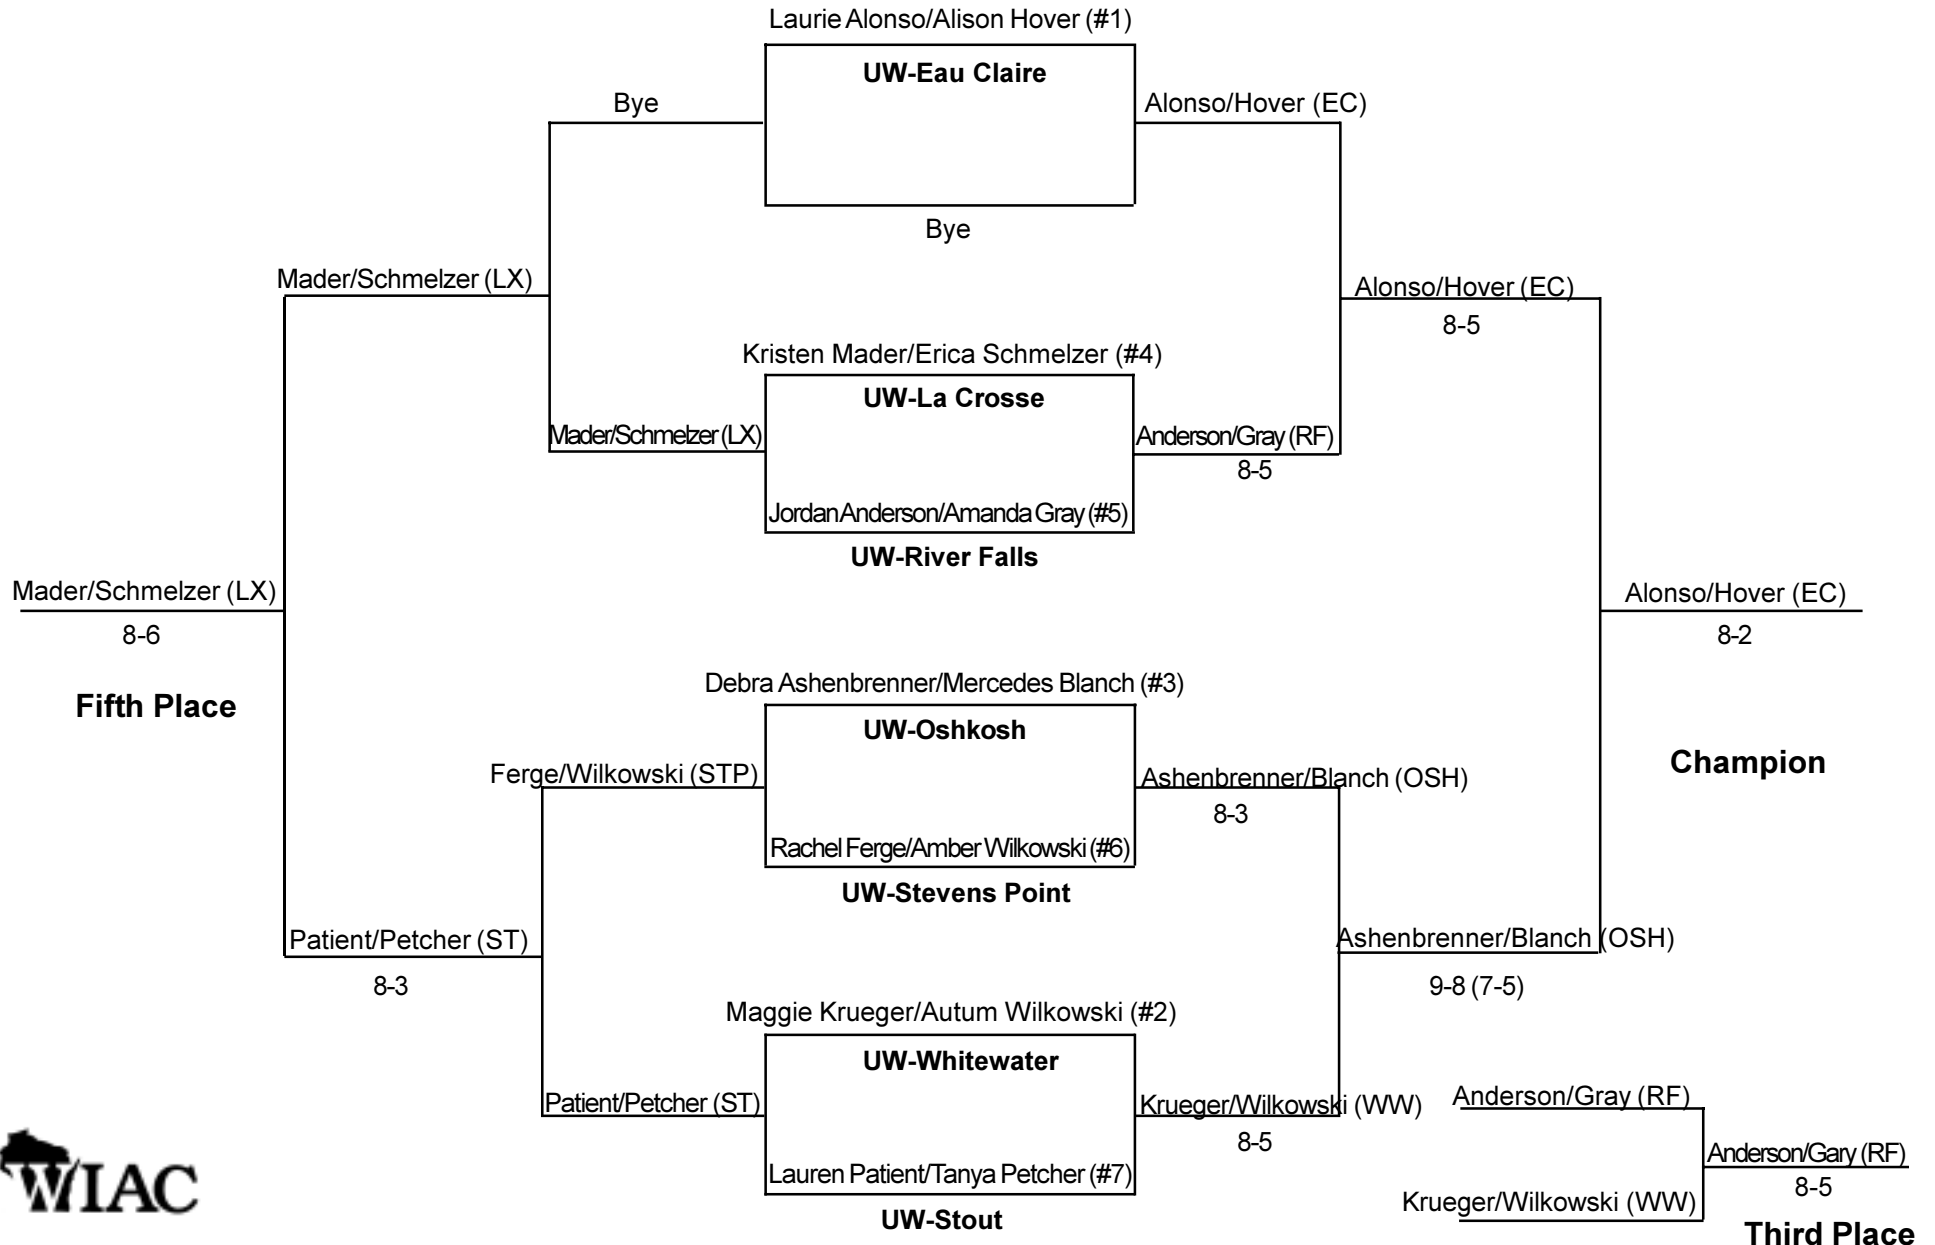 Laurie Alonso/Alison Hover (#1)
UW-Eau Claire
Bye
Alonso/Hover (EC)
Bye
Mader/Schmelzer (LX)
Alonso/Hover (EC)
8-5
Kristen Mader/Erica Schmelzer (#4)
UW-La Crosse
Mader/Schmelzer (LX)
Anderson/Gray (RF)
8-5
Jordan Anderson/Amanda Gray (#5)
UW-River Falls
Mader/Schmelzer (LX)
8-6
Fifth Place
Alonso/Hover (EC)
8-2
Champion
Debra Ashenbrenner/Mercedes Blanch (#3)
UW-Oshkosh
Ferge/Wilkowski (STP)
Ashenbrenner/Blanch (OSH)
8-3
Rachel Ferge/Amber Wilkowski (#6)
UW-Stevens Point
Patient/Petcher (ST)
8-3
Ashenbrenner/Blanch (OSH)
9-8 (7-5)
Maggie Krueger/Autum Wilkowski (#2)
UW-Whitewater
Patient/Petcher (ST)
Krueger/Wilkowski (WW)
8-5
Lauren Patient/Tanya Petcher (#7)
UW-Stout
Anderson/Gray (RF)
Anderson/Gary (RF)
8-5
Krueger/Wilkowski (WW)
Third Place
WIAC